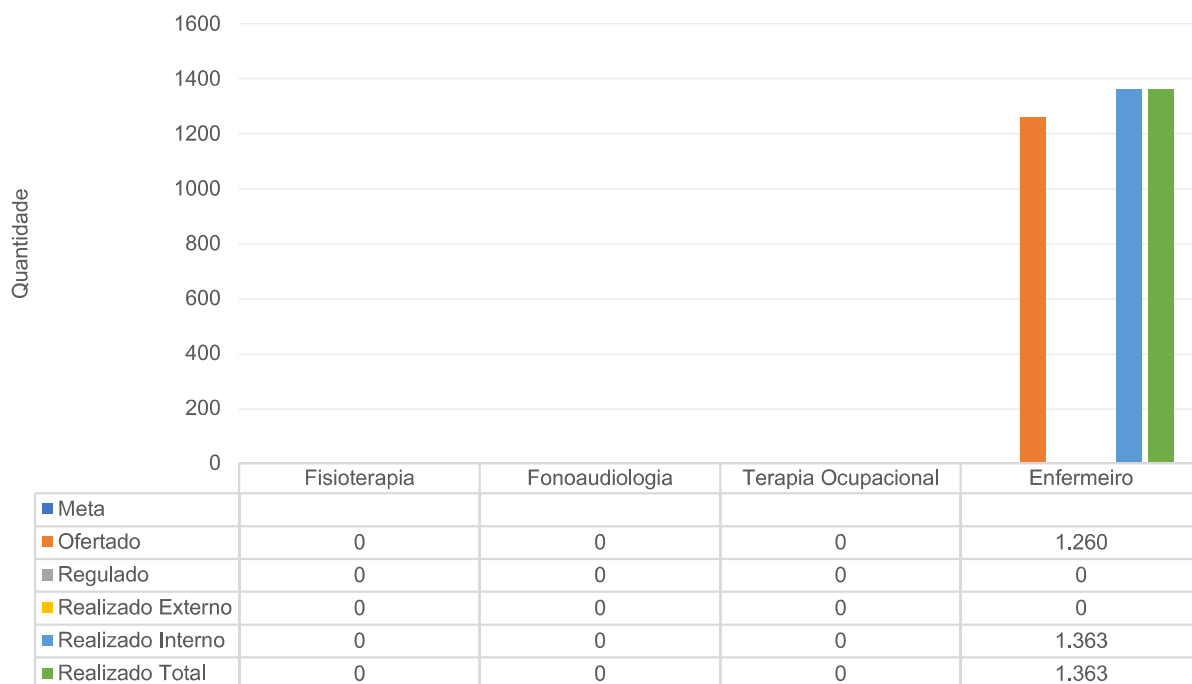 1600
1400
1200
1000
800
600
400
200
0
Quantidade
Fisioterapia Fonoaudiologia Terapia Ocupacional Enfermeiro
Meta
Ofertado 0 0 0 1.260
Regulado 0 0 0 0
Realizado Externo 0 0 0 0
Realizado Interno 0 0 0 1.363
Realizado Total 0 0 0 1.363